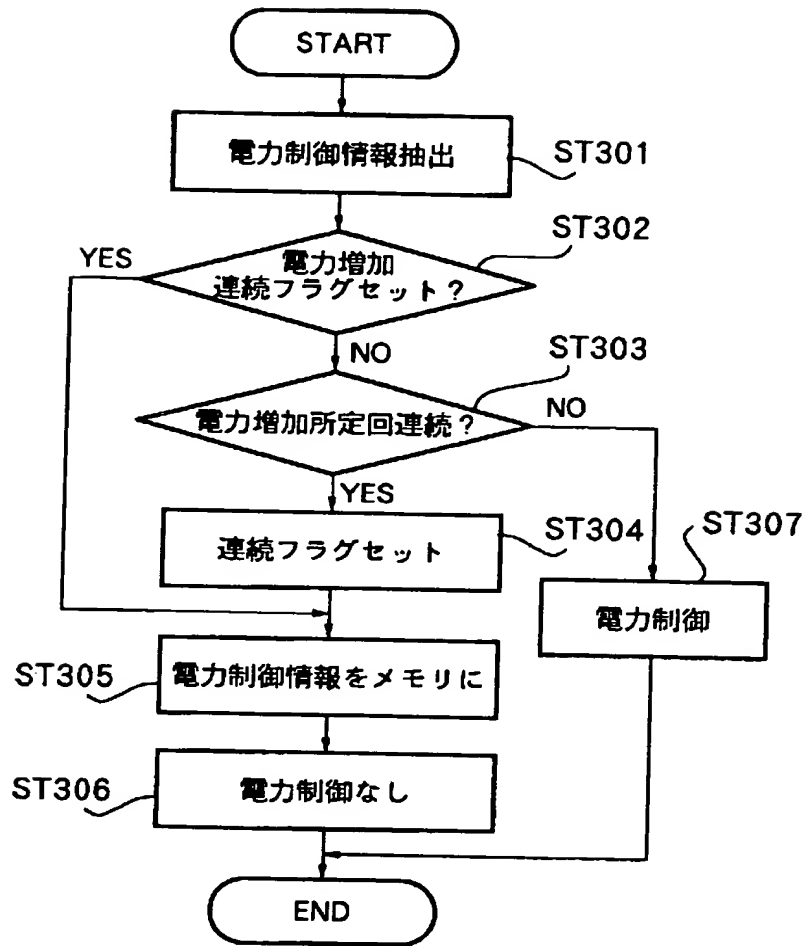 START
電力制御情報抽出
ST301
ST302
YES
電力増加
連続フラグセット?
NO
ST303
電力増加所定回連続?
NO
YES
連続フラグセット
ST304
ST307
電力制御
ST305
電力制御情報をメモリに
ST306
電力制御なし
END